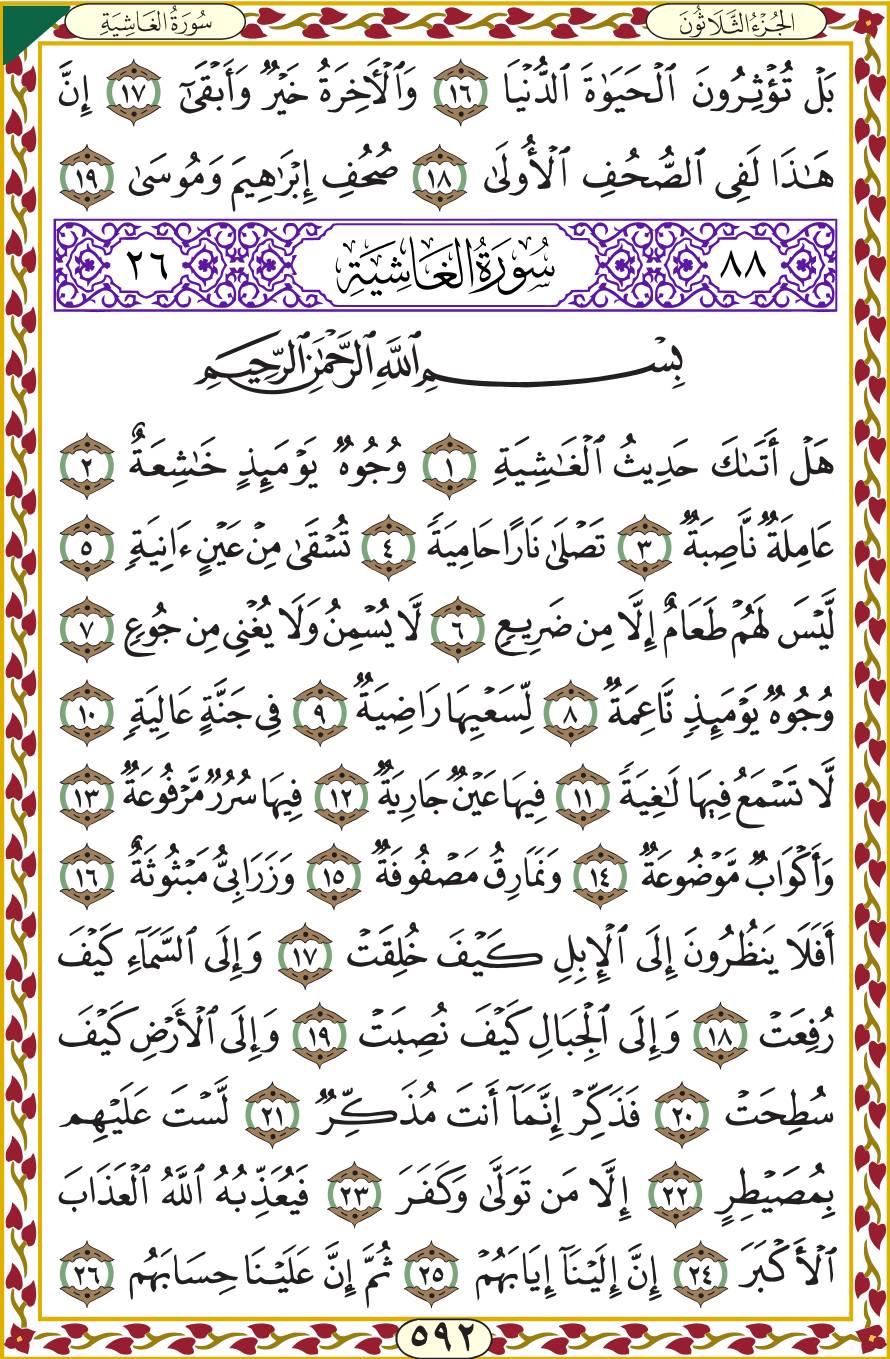 الجُزْءُ الثَّلَاثُونَ
سُورَةُ الغَاشِيَةِ
بَلْ تُؤْثِرُونَ ٱلْحَيَوٰةَ ٱلدُّنْيَا ١٦ وَٱلْأٓخِرَةُ خَيْرٌ وَأَبْقَىٰٓ ١٧ إِنَّ
هَـٰذَا لَفِى ٱلصُّحُفِ ٱلْأُولَىٰ ١٨ صُحُفِ إِبْرَٰهِيمَ وَمُوسَىٰ ١٩
٨٨ سُورَةُ الغَاشِيَةِ ٢٦
بِسْمِ ٱللَّهِ ٱلرَّحْمَـٰنِ ٱلرَّحِيمِ
هَلْ أَتَىٰكَ حَدِيثُ ٱلْغَـٰشِيَةِ ١ وُجُوهٌ يَوْمَئِذٍ خَـٰشِعَةٌ ٢
عَامِلَةٌ نَّاصِبَةٌ ٣ تَصْلَىٰ نَارًا حَامِيَةً ٤ تُسْقَىٰ مِنْ عَيْنٍ ءَانِيَةٍ ٥
لَّيْسَ لَهُمْ طَعَامٌ إِلَّا مِن ضَرِيعٍ ٦ لَّا يُسْمِنُ وَلَا يُغْنِى مِن جُوعٍ ٧
وُجُوهٌ يَوْمَئِذٍ نَّاعِمَةٌ ٨ لِّسَعْيِهَا رَاضِيَةٌ ٩ فِى جَنَّةٍ عَالِيَةٍ ١٠
لَّا تَسْمَعُ فِيهَا لَـٰغِيَةً ١١ فِيهَا عَيْنٌ جَارِيَةٌ ١٢ فِيهَا سُرُرٌ مَّرْفُوعَةٌ ١٣
وَأَكْوَابٌ مَّوْضُوعَةٌ ١٤ وَنَمَارِقُ مَصْفُوفَةٌ ١٥ وَزَرَابِىُّ مَبْثُوثَةٌ ١٦
أَفَلَا يَنظُرُونَ إِلَى ٱلْإِبِلِ كَيْفَ خُلِقَتْ ١٧ وَإِلَى ٱلسَّمَآءِ كَيْفَ
رُفِعَتْ ١٨ وَإِلَى ٱلْجِبَالِ كَيْفَ نُصِبَتْ ١٩ وَإِلَى ٱلْأَرْضِ كَيْفَ
سُطِحَتْ ٢٠ فَذَكِّرْ إِنَّمَآ أَنتَ مُذَكِّرٌ ٢١ لَّسْتَ عَلَيْهِم
بِمُصَيْطِرٍ ٢٢ إِلَّا مَن تَوَلَّىٰ وَكَفَرَ ٢٣ فَيُعَذِّبُهُ ٱللَّهُ ٱلْعَذَابَ
ٱلْأَكْبَرَ ٢٤ إِنَّ إِلَيْنَآ إِيَابَهُمْ ٢٥ ثُمَّ إِنَّ عَلَيْنَا حِسَابَهُم ٢٦
٥٩٢